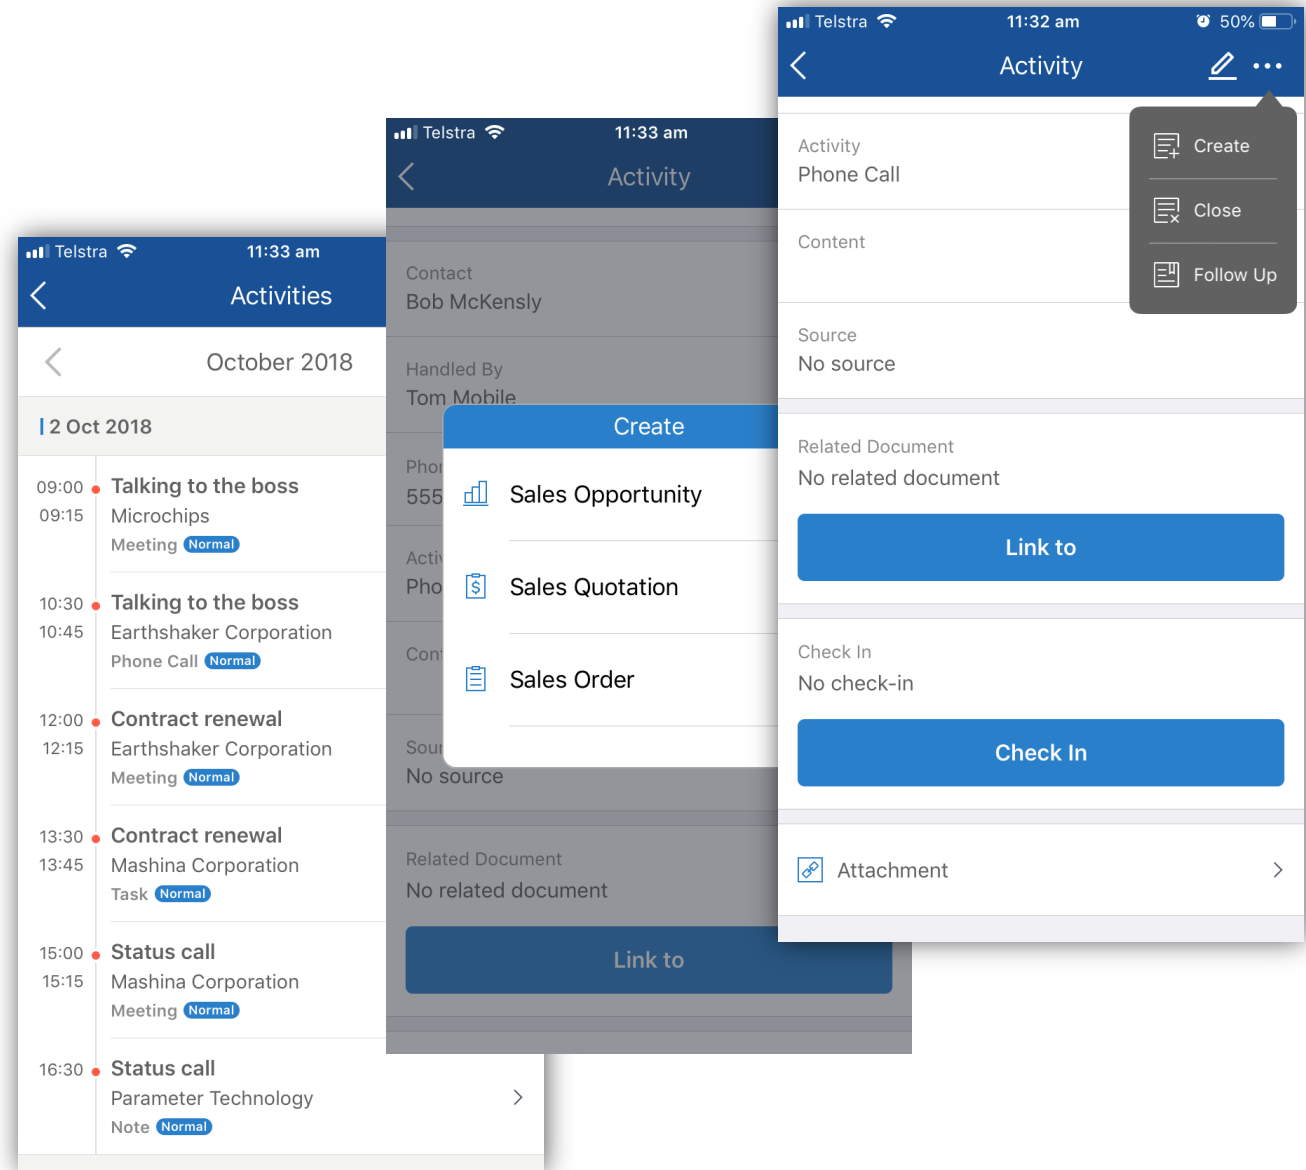 Telstra 11:33 am
Activities
October 2018
2 Oct 2018
09:00 Talking to the boss
09:15 Microchips
Meeting Normal
10:30 Talking to the boss
10:45 Earthshaker Corporation
Phone Call Normal
12:00 Contract renewal
12:15 Earthshaker Corporation
Meeting Normal
13:30 Contract renewal
13:45 Mashina Corporation
Task Normal
15:00 Status call
15:15 Mashina Corporation
Meeting Normal
16:30 Status call
Parameter Technology
Note Normal
Telstra 11:33 am
Activity
Contact
Bob McKensly
Handled By
Tom Mobile
Phor
555
Activ
Pho
Cont
Sour
No source
Related Document
No related document
Link to
Create
Sales Opportunity
Sales Quotation
Sales Order
Telstra 11:32 am 50%
Activity
Activity
Phone Call
Content
Source
No source
Related Document
No related document
Link to
Check In
No check-in
Check In
Attachment
Create
Close
Follow Up